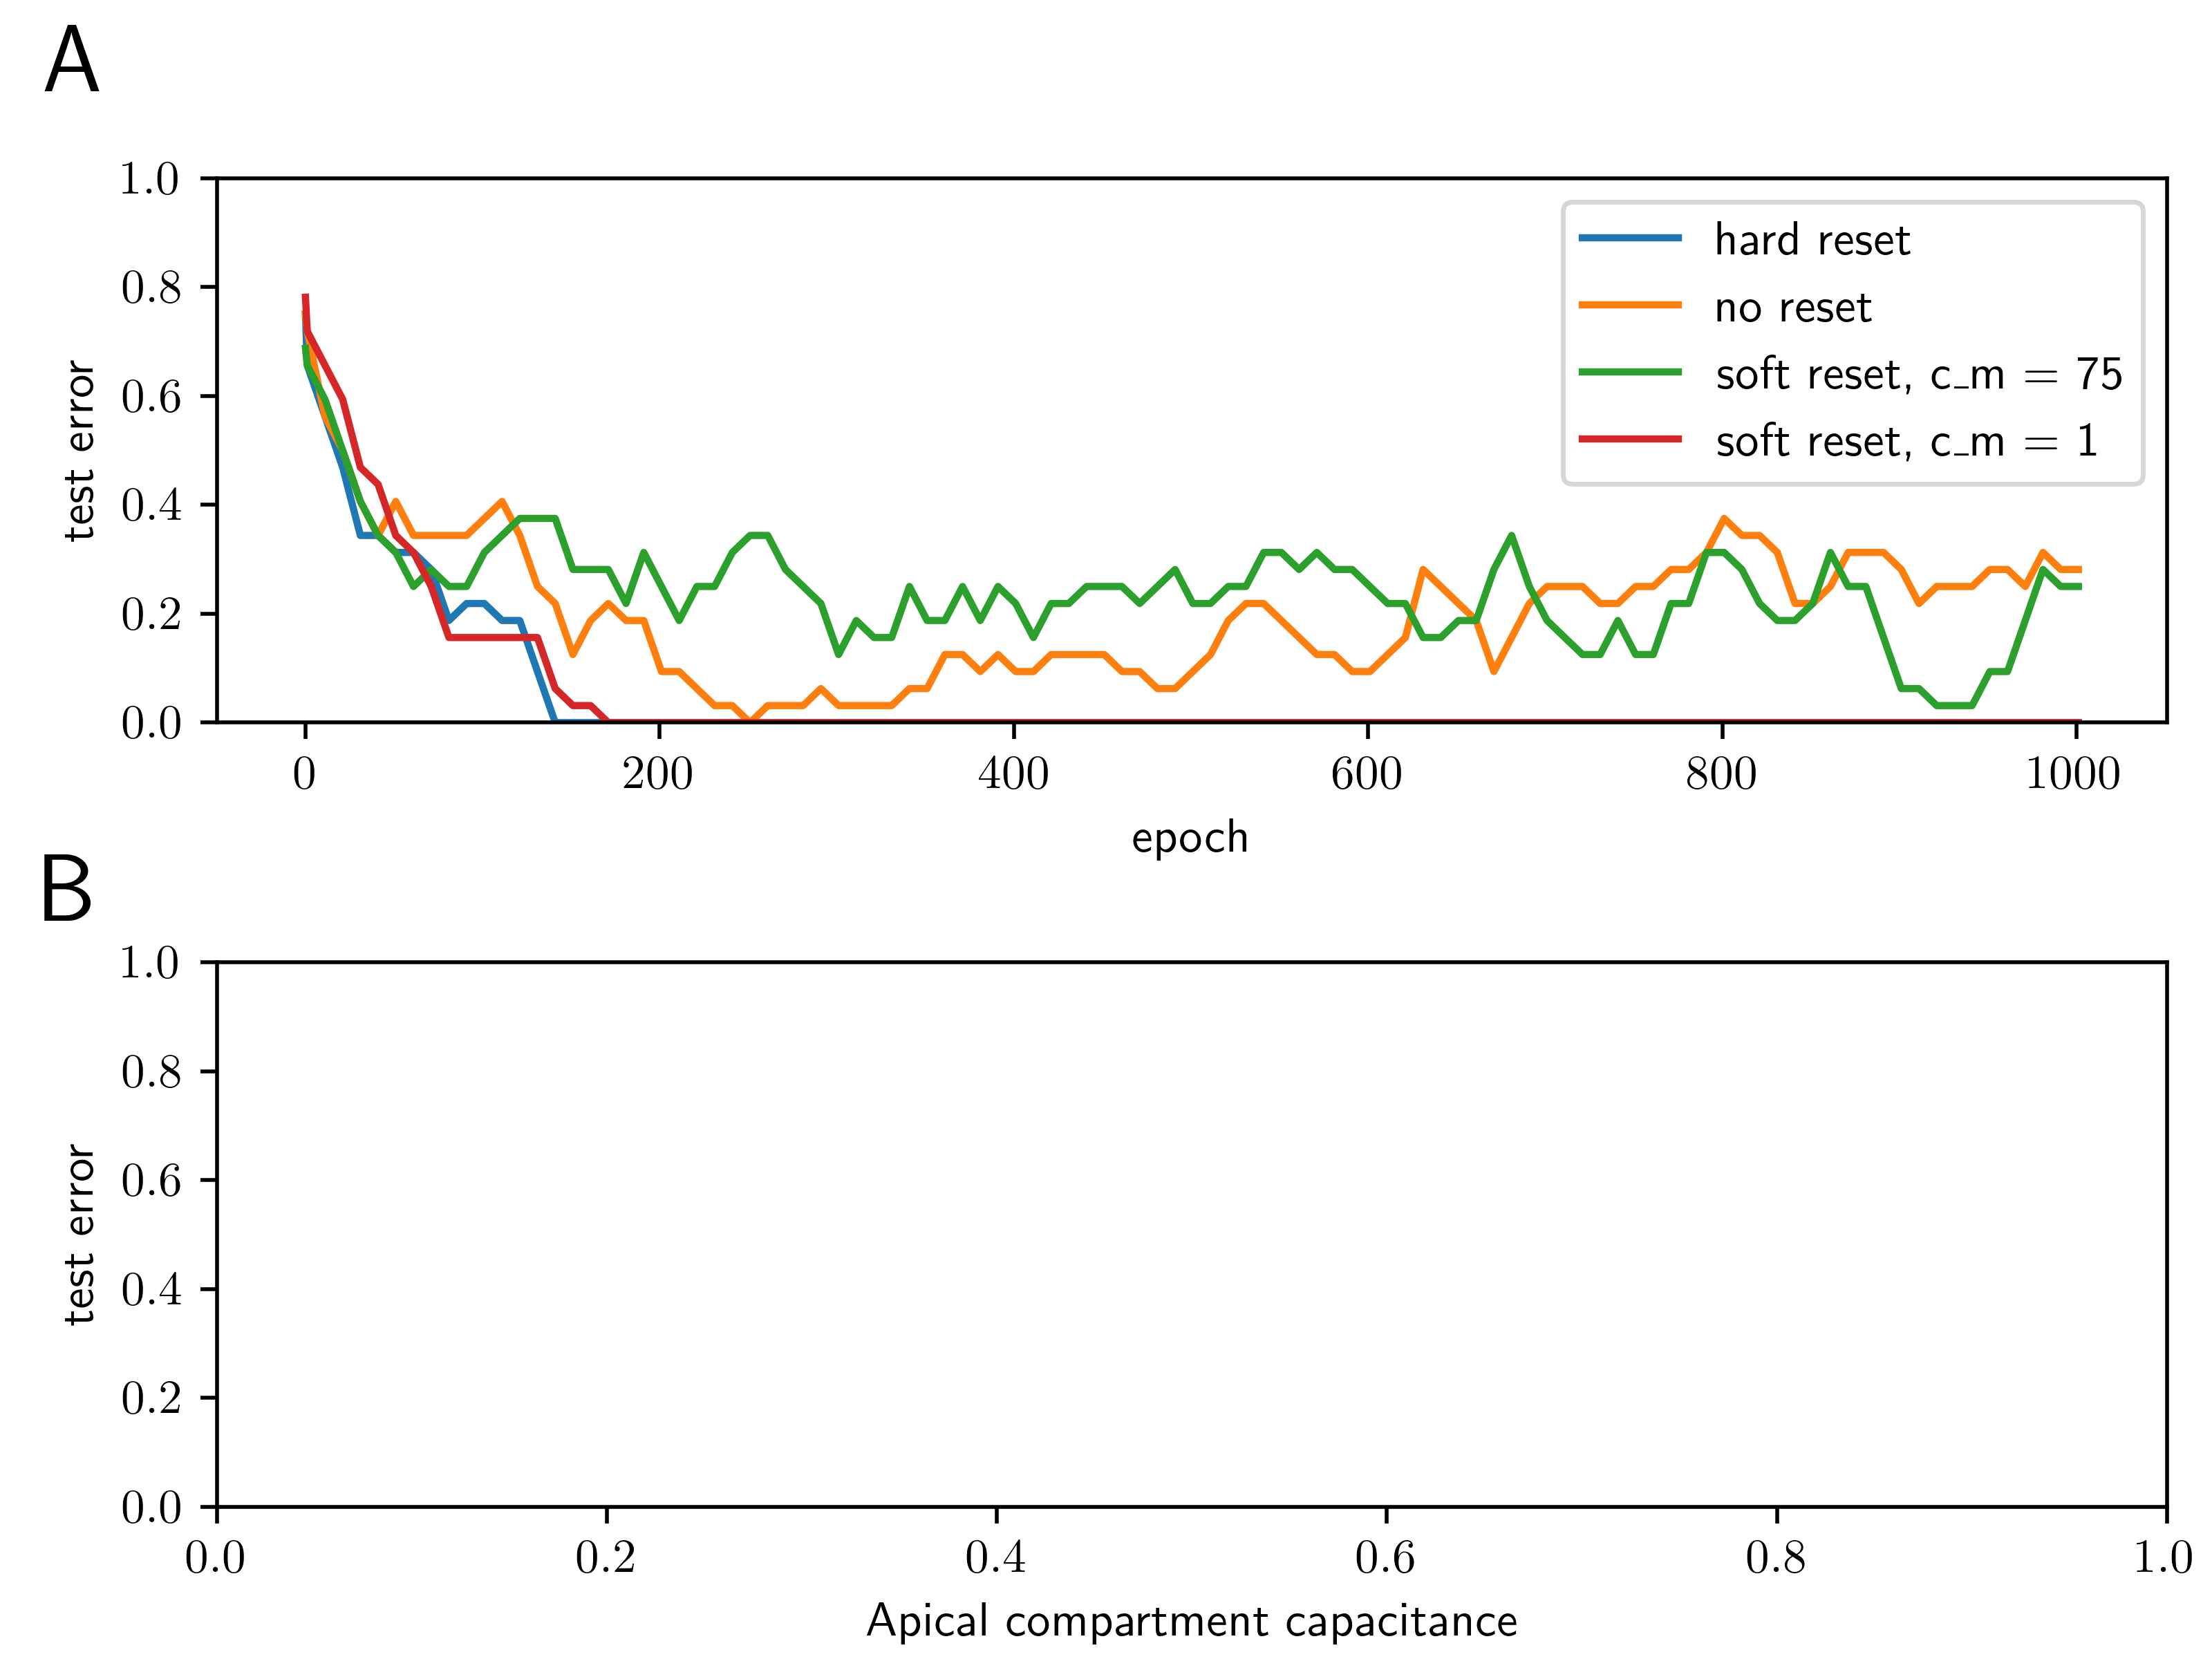 A
1.0
0.8
0.6
0.4
0.2
0.0
test error
hard reset
no reset
soft reset, c_m = 75
soft reset, c_m = 1
0 200 400 600 800 1000
epoch
B
1.0
0.8
0.6
0.4
0.2
0.0
test error
0.0 0.2 0.4 0.6 0.8 1.0
Apical compartment capacitance